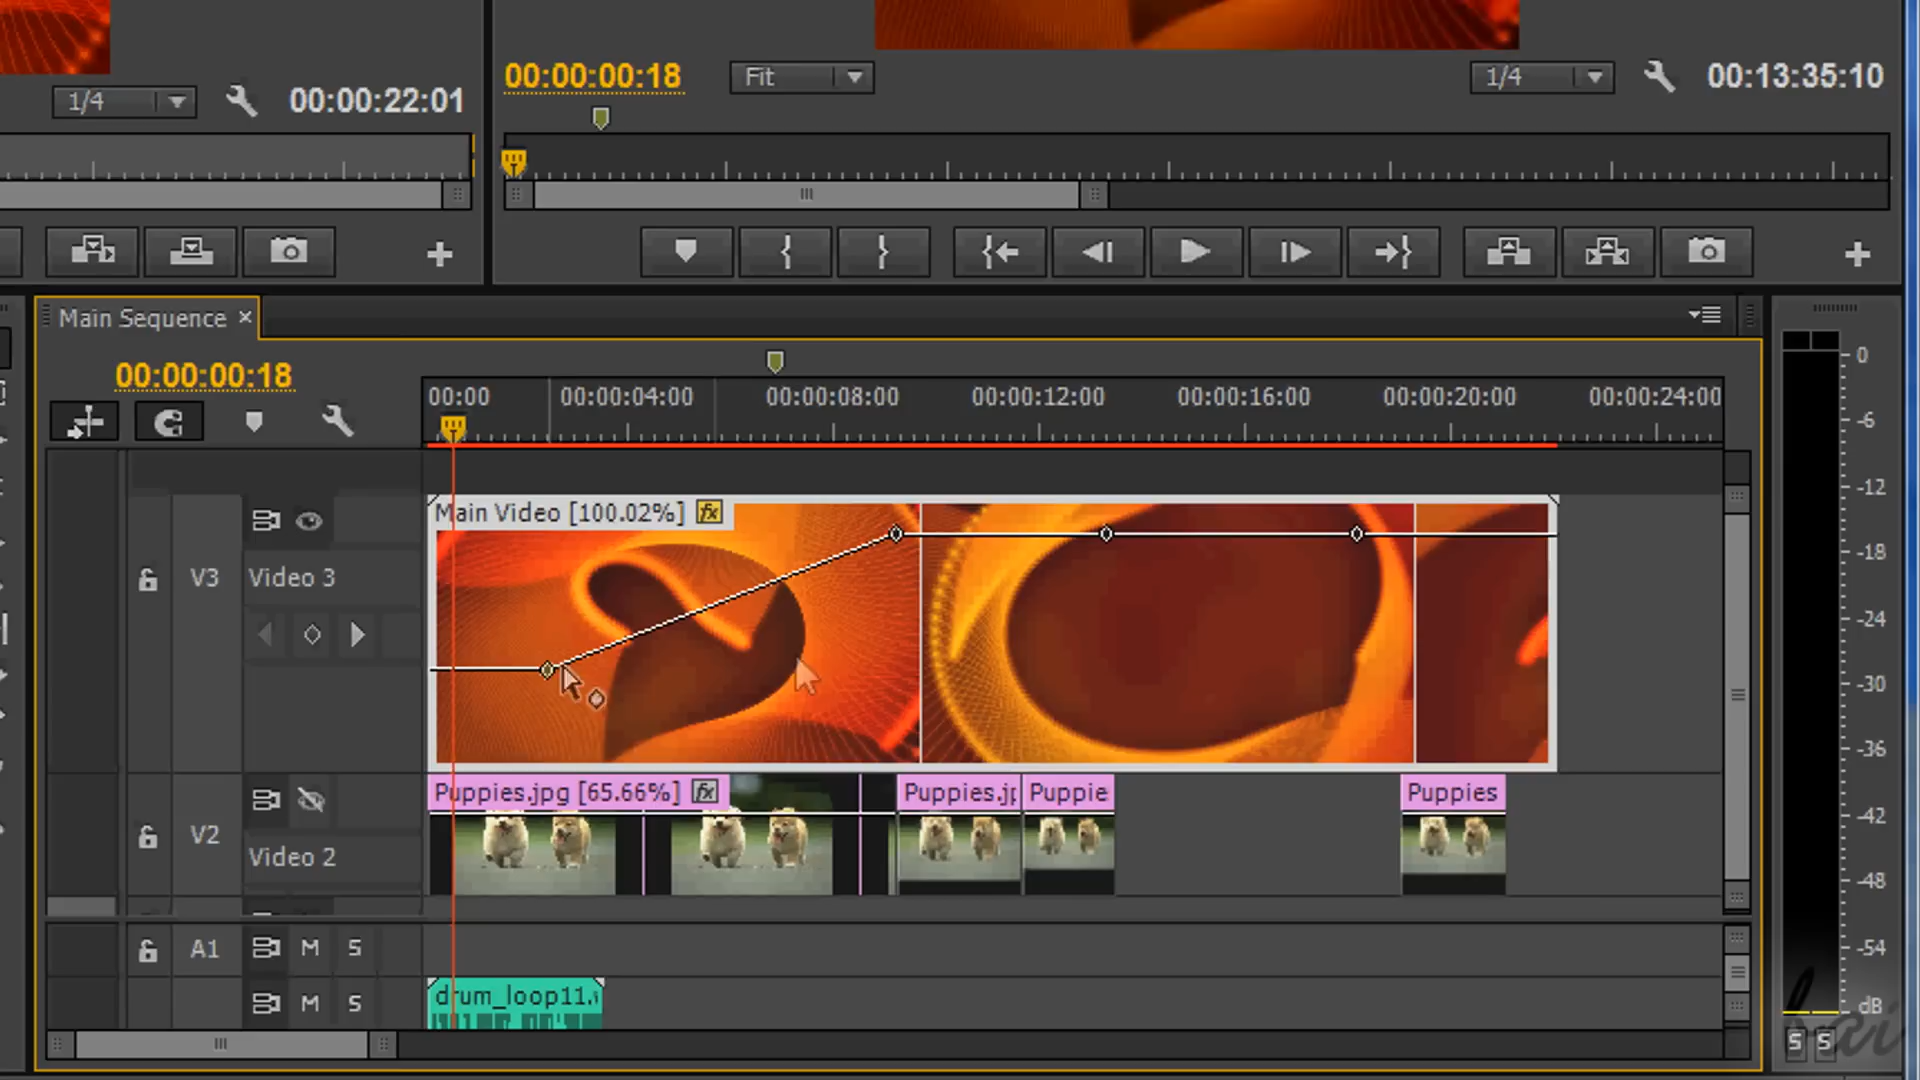 1/4
00:00:22:01
00:00:00:18
Fit
1/4
00:13:35:10
Main Sequence ×
00:00:00:18
00:00
00:00:04:00
00:00:08:00
00:00:12:00
00:00:16:00
00:00:20:00
00:00:24:00
V3
Video 3
Main Video [100.02%] fx
V2
Video 2
Puppies.jpg [65.66%] fx
Puppies.jp
Puppie
Puppies
A1
M
S
M
S
drum_loop11.
0
-6
-12
-18
-24
-30
-36
-42
-48
-54
dB
S
S